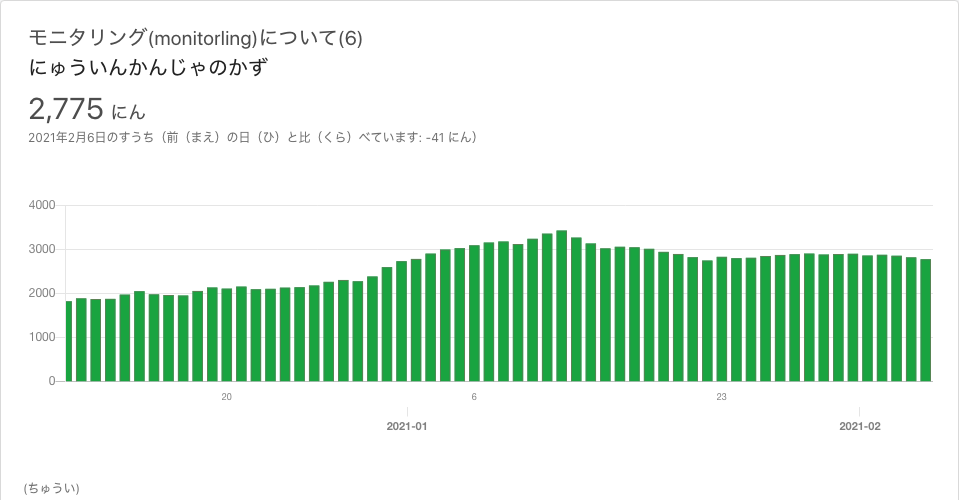 モニタリング(monitorling)について(6)
にゅういんかんじゃのかず
2,775 にん
2021年2月6日のすうち（前（まえ）の日（ひ）と比（くら）べています: -41 にん）
4000
3000
2000
1000
0
20
6
23
2021-01
2021-02
(ちゅうい)